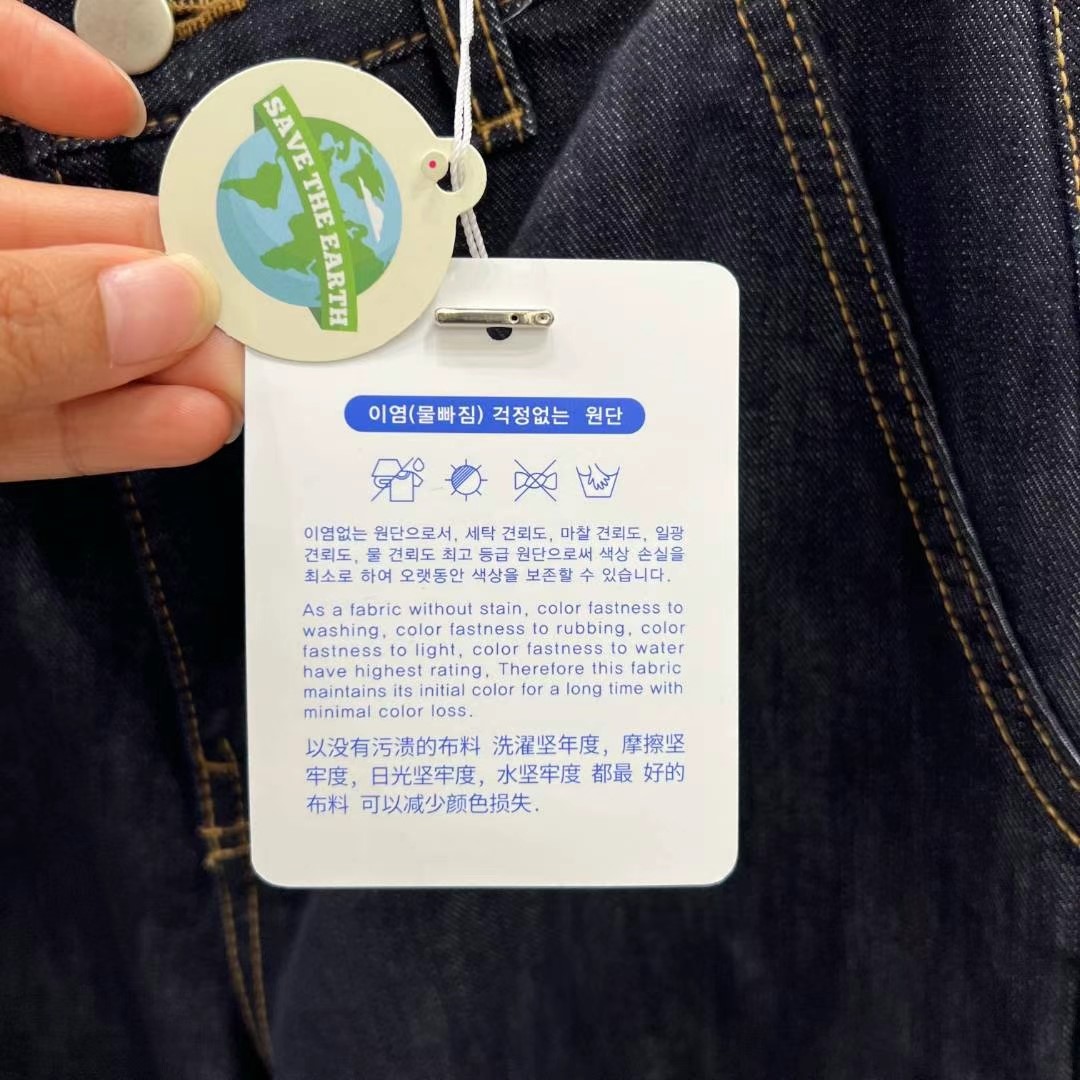 SAVE THE EARTH
이염(물빠짐) 걱정없는 원단
이염없는 원단으로서, 세탁 견뢰도, 마찰 견뢰도, 일광
견뢰도, 물 견뢰도 최고 등급 원단으로써 색상 손실을
최소로 하여 오랫동안 색상을 보존할 수 있습니다.
As a fabric without stain, color fastness to
washing, color fastness to rubbing, color
fastness to light, color fastness to water
have highest rating, Therefore this fabric
maintains its initial color for a long time with
minimal color loss.
以没有污渍的布料 洗濯坚年度，摩擦坚
牢度，日光坚牢度，水坚牢度 都最 好的
布料 可以减少颜色损失.